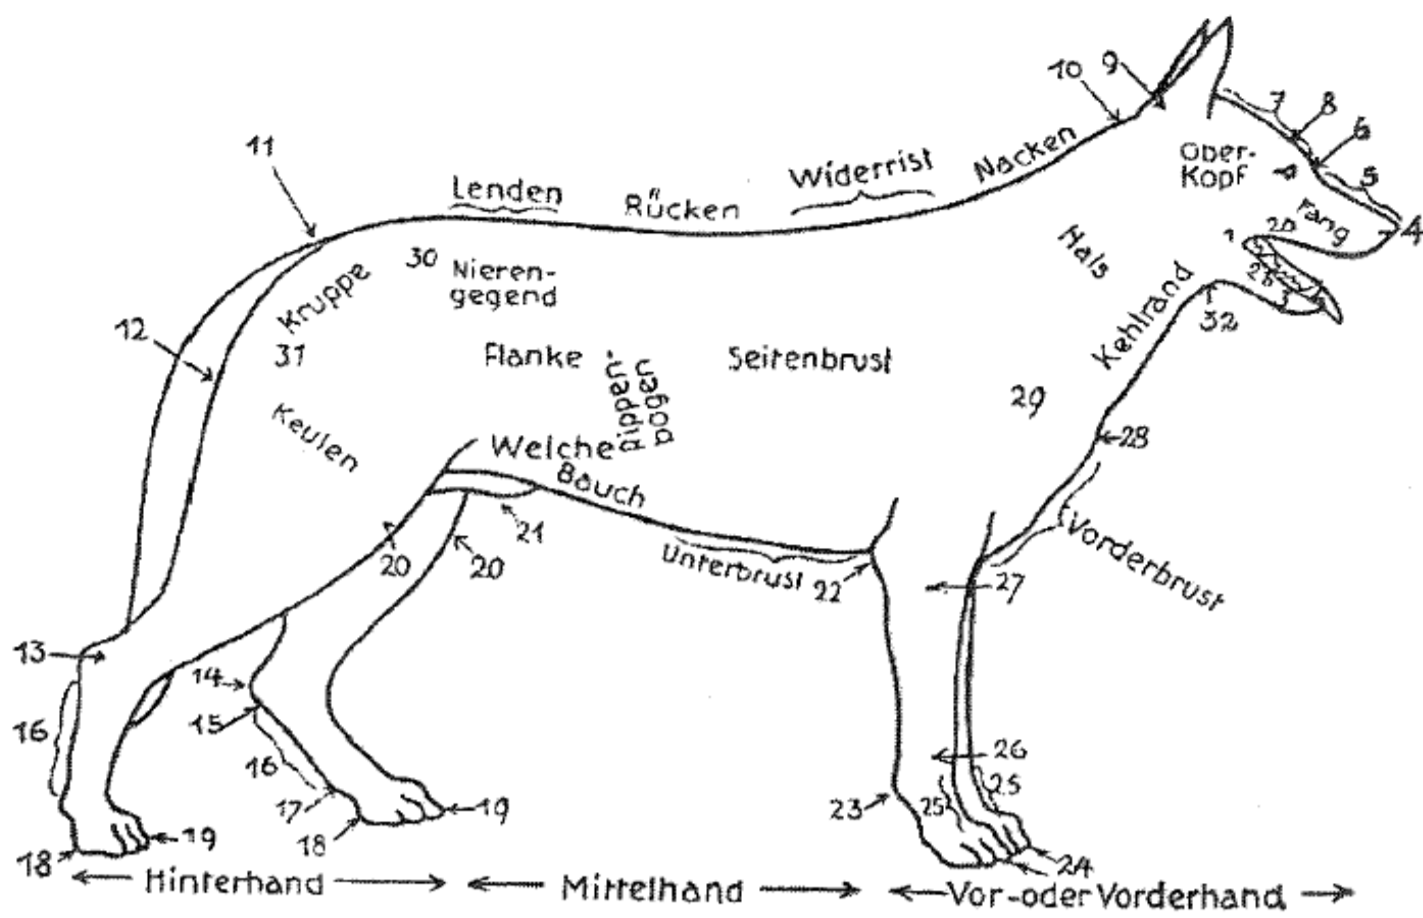 10 9
7 8 6
5
4
11
Lenden
Rücken
Widerrist
Nacken
Ober-
Kopf
Fang
1 20
Hals
30 Nieren-
gegend
Kruppe
Kehlrand
32
12
31
Flanke
Rippen-
bogen
Seitenbrust
29
28
Keulen
Welche
Bauch
21
20 20
Unterbrust
22
Vorderbrust
27
13
14
15
16
16
17
18
19
26
25
25
23
24
18
19
Hinterhand
Mittelhand
Vor-oder Vorderhand